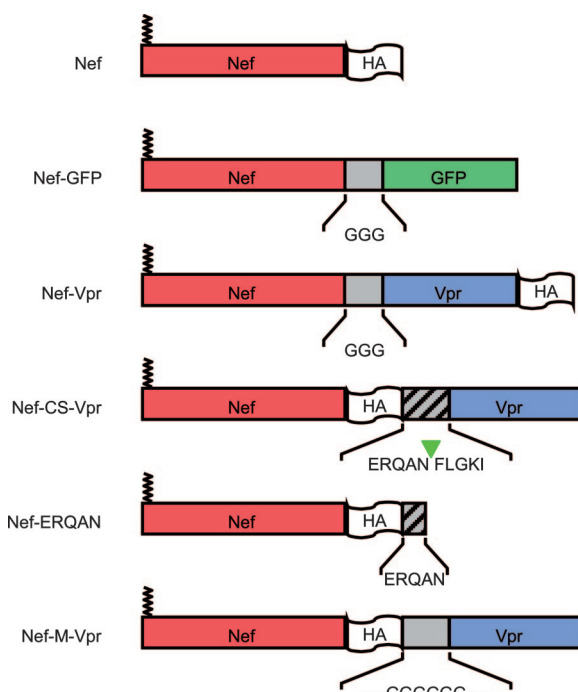 Nef Nef HA
Nef-GFP Nef GFP
GGG
Nef-Vpr Nef Vpr HA
GGG
Nef-CS-Vpr Nef HA Vpr
ERQAN FLGKI
Nef-ERQAN Nef HA
ERQAN
Nef-M-Vpr Nef HA Vpr